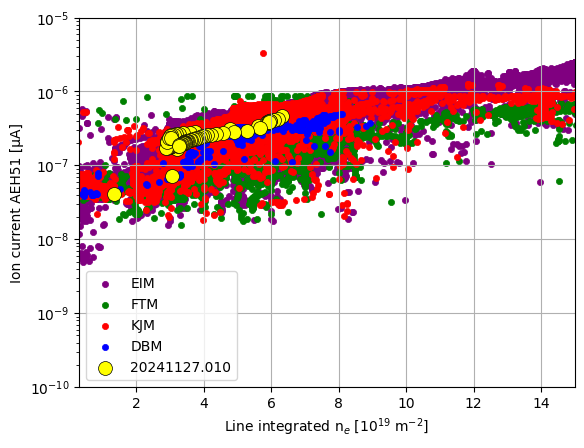 10⁻⁵
10⁻⁶
10⁻⁷
10⁻⁸
10⁻⁹
10⁻¹⁰
Ion current AEH51 [μA]
EIM
FTM
KJM
DBM
20241127.010
2 4 6 8 10 12 14
Line integrated nₑ [10¹⁹ m⁻²]